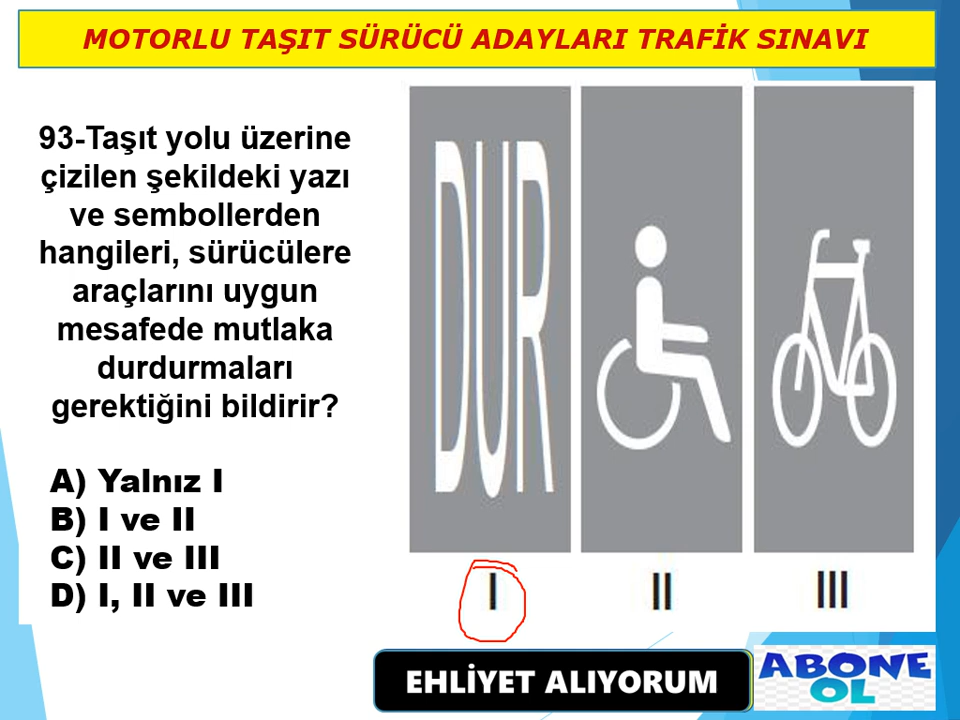 MOTORLU TAŞIT SÜRÜCÜ ADAYLARI TRAFİK SINAVI
93-Taşıt yolu üzerine
çizilen şekildeki yazı
ve sembollerden
hangileri, sürücülere
araçlarını uygun
mesafede mutlaka
durdurmaları
gerektiğini bildirir?
A) Yalnız I
B) I ve II
C) II ve III
D) I, II ve III
DUR
I II III
EHLİYET ALIYORUM
ABONE
OL